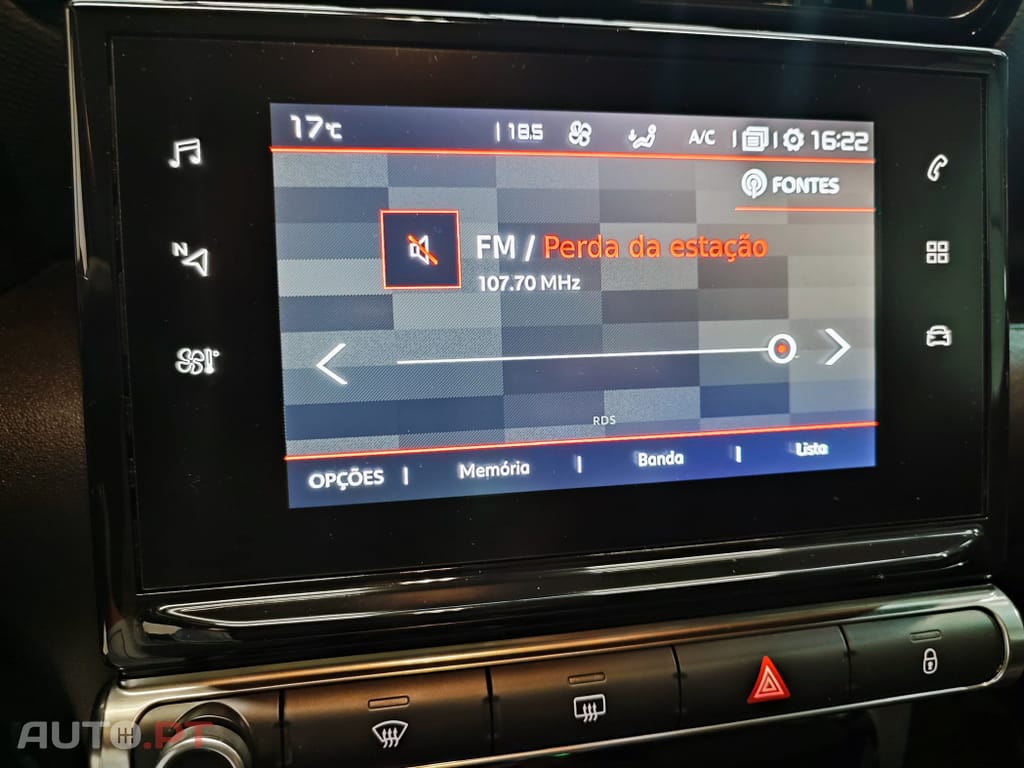 17°C | 18.5 A/C | | 16:22
FONTES
FM / Perda da estação
107.70 MHz
N
RDS
OPÇÕES | Memória | Banda | Lista
AUTO.PT